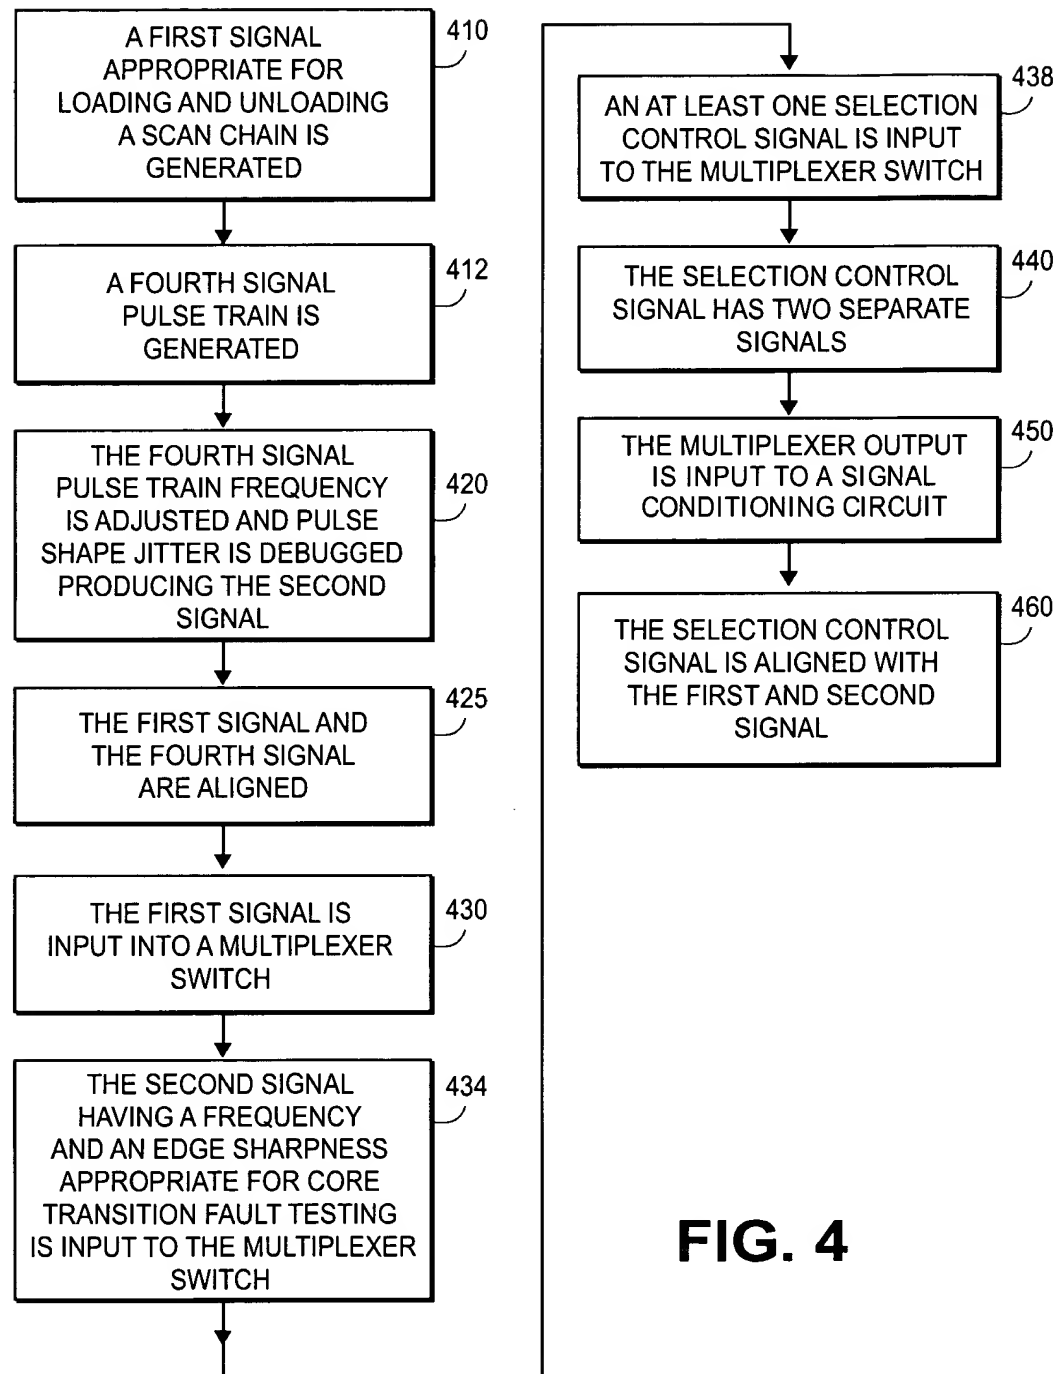 A FIRST SIGNAL
APPROPRIATE FOR
LOADING AND UNLOADING
A SCAN CHAIN IS
GENERATED
410
A FOURTH SIGNAL
PULSE TRAIN IS
GENERATED
412
THE FOURTH SIGNAL
PULSE TRAIN FREQUENCY
IS ADJUSTED AND PULSE
SHAPE JITTER IS DEBUGGED
PRODUCING THE SECOND
SIGNAL
420
THE FIRST SIGNAL AND
THE FOURTH SIGNAL
ARE ALIGNED
425
THE FIRST SIGNAL IS
INPUT INTO A MULTIPLEXER
SWITCH
430
THE SECOND SIGNAL
HAVING A FREQUENCY
AND AN EDGE SHARPNESS
APPROPRIATE FOR CORE
TRANSITION FAULT TESTING
IS INPUT TO THE MULTIPLEXER
SWITCH
434
AN AT LEAST ONE SELECTION
CONTROL SIGNAL IS INPUT
TO THE MULTIPLEXER SWITCH
438
THE SELECTION CONTROL
SIGNAL HAS TWO SEPARATE
SIGNALS
440
THE MULTIPLEXER OUTPUT
IS INPUT TO A SIGNAL
CONDITIONING CIRCUIT
450
THE SELECTION CONTROL
SIGNAL IS ALIGNED WITH
THE FIRST AND SECOND
SIGNAL
460
FIG. 4